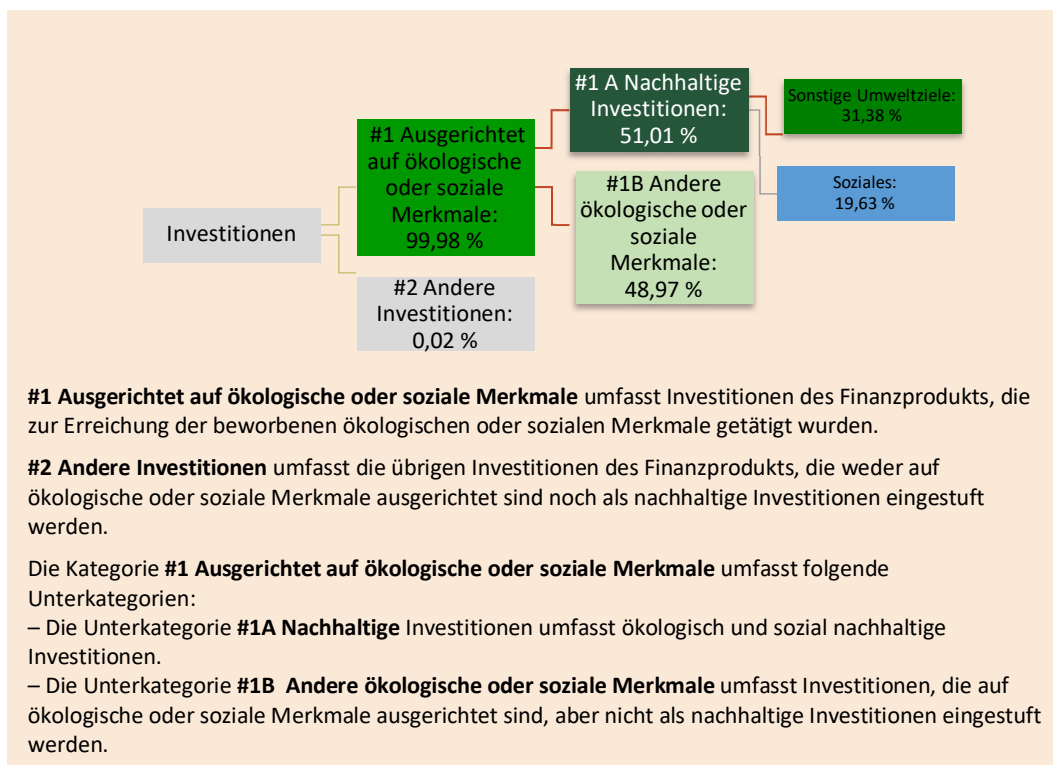 #1 A Nachhaltige
Investitionen:
51,01 %
Sonstige Umweltziele:
31,38 %
#1 Ausgerichtet
auf ökologische
oder soziale
Merkmale:
99,98 %
#1B Andere
ökologische oder
soziale
Merkmale:
48,97 %
Soziales:
19,63 %
Investitionen
#2 Andere
Investitionen:
0,02 %
#1 Ausgerichtet auf ökologische oder soziale Merkmale umfasst Investitionen des Finanzprodukts, die
zur Erreichung der beworbenen ökologischen oder sozialen Merkmale getätigt wurden.
#2 Andere Investitionen umfasst die übrigen Investitionen des Finanzprodukts, die weder auf
ökologische oder soziale Merkmale ausgerichtet sind noch als nachhaltige Investitionen eingestuft
werden.
Die Kategorie #1 Ausgerichtet auf ökologische oder soziale Merkmale umfasst folgende
Unterkategorien:
– Die Unterkategorie #1A Nachhaltige Investitionen umfasst ökologisch und sozial nachhaltige
Investitionen.
– Die Unterkategorie #1B Andere ökologische oder soziale Merkmale umfasst Investitionen, die auf
ökologische oder soziale Merkmale ausgerichtet sind, aber nicht als nachhaltige Investitionen eingestuft
werden.